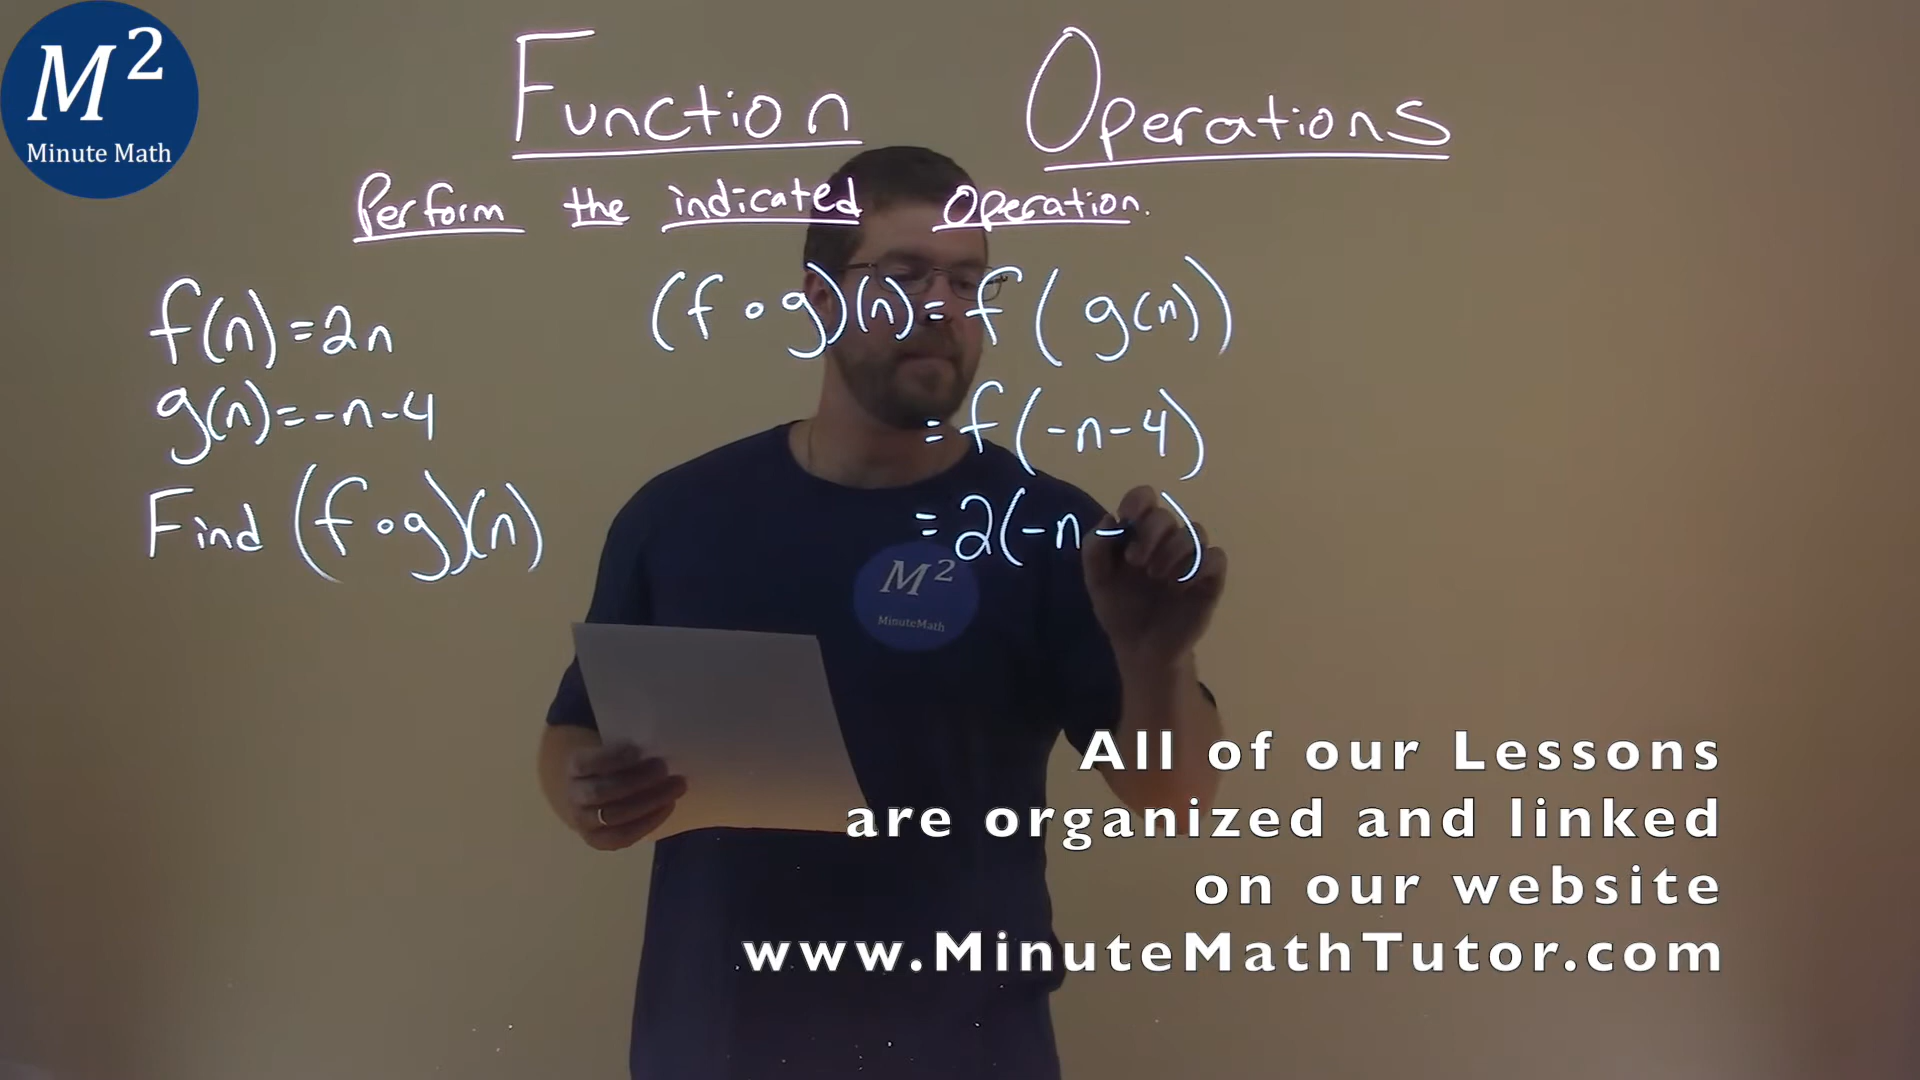 M²
Minute Math
Function Operations
Perform the indicated operation.
f(n)=2n
g(n)=-n-4
Find (f∘g)(n)
(f∘g)(n)=f(g(n))
=f(-n-4)
=2(-n- )
M²
MinuteMath
All of our Lessons
are organized and linked
on our website
www.MinuteMathTutor.com